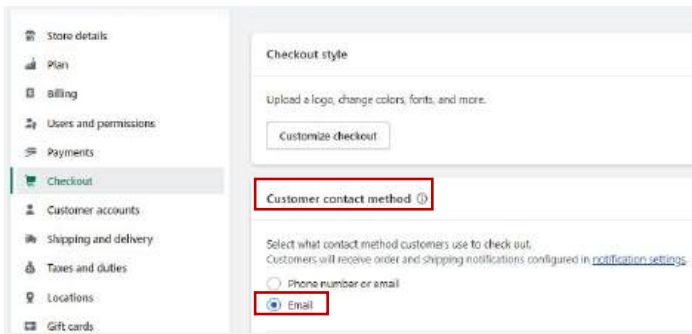 Store details
Plan
Billing
Users and permissions
Payments
Checkout
Customer accounts
Shipping and delivery
Taxes and duties
Locations
Gift cards
Checkout style
Upload a logo, change colors, fonts, and more.
Customize checkout
Customer contact method
Select what contact method customers use to check out.
Customers will receive order and shipping notifications configured in notification settings.
Phone number or email
Email